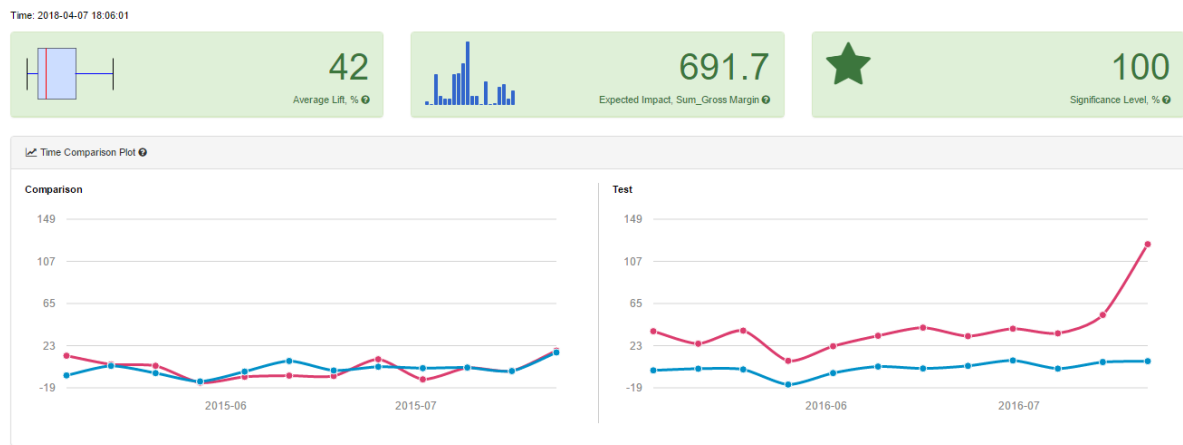 Time: 2018-04-07 18:06:01
42
Average Lift, %
691.7
Expected Impact, Sum_Gross Margin
100
Significance Level, %
Time Comparison Plot
Comparison
149
107
65
23
-19
2015-06 2015-07
Test
149
107
65
23
-19
2016-06 2016-07